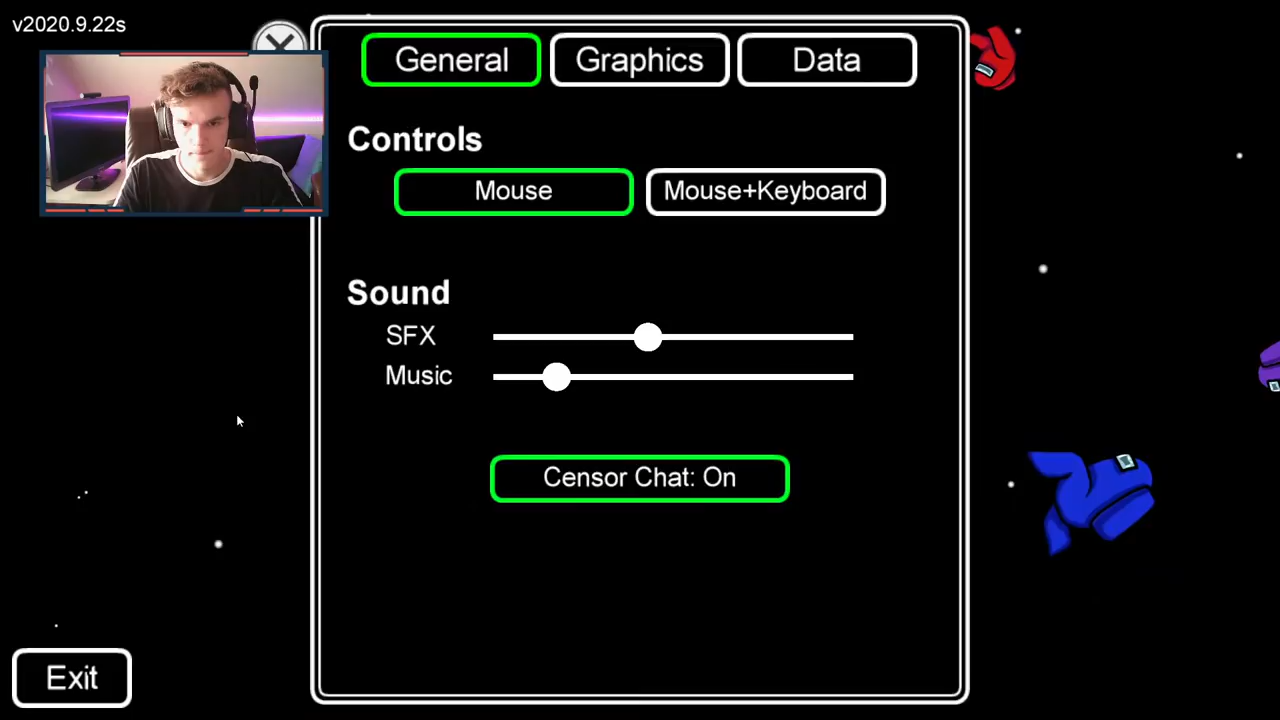 v2020.9.22s
General
Graphics
Data
Controls
Mouse
Mouse+Keyboard
Sound
SFX
Music
Censor Chat: On
Exit